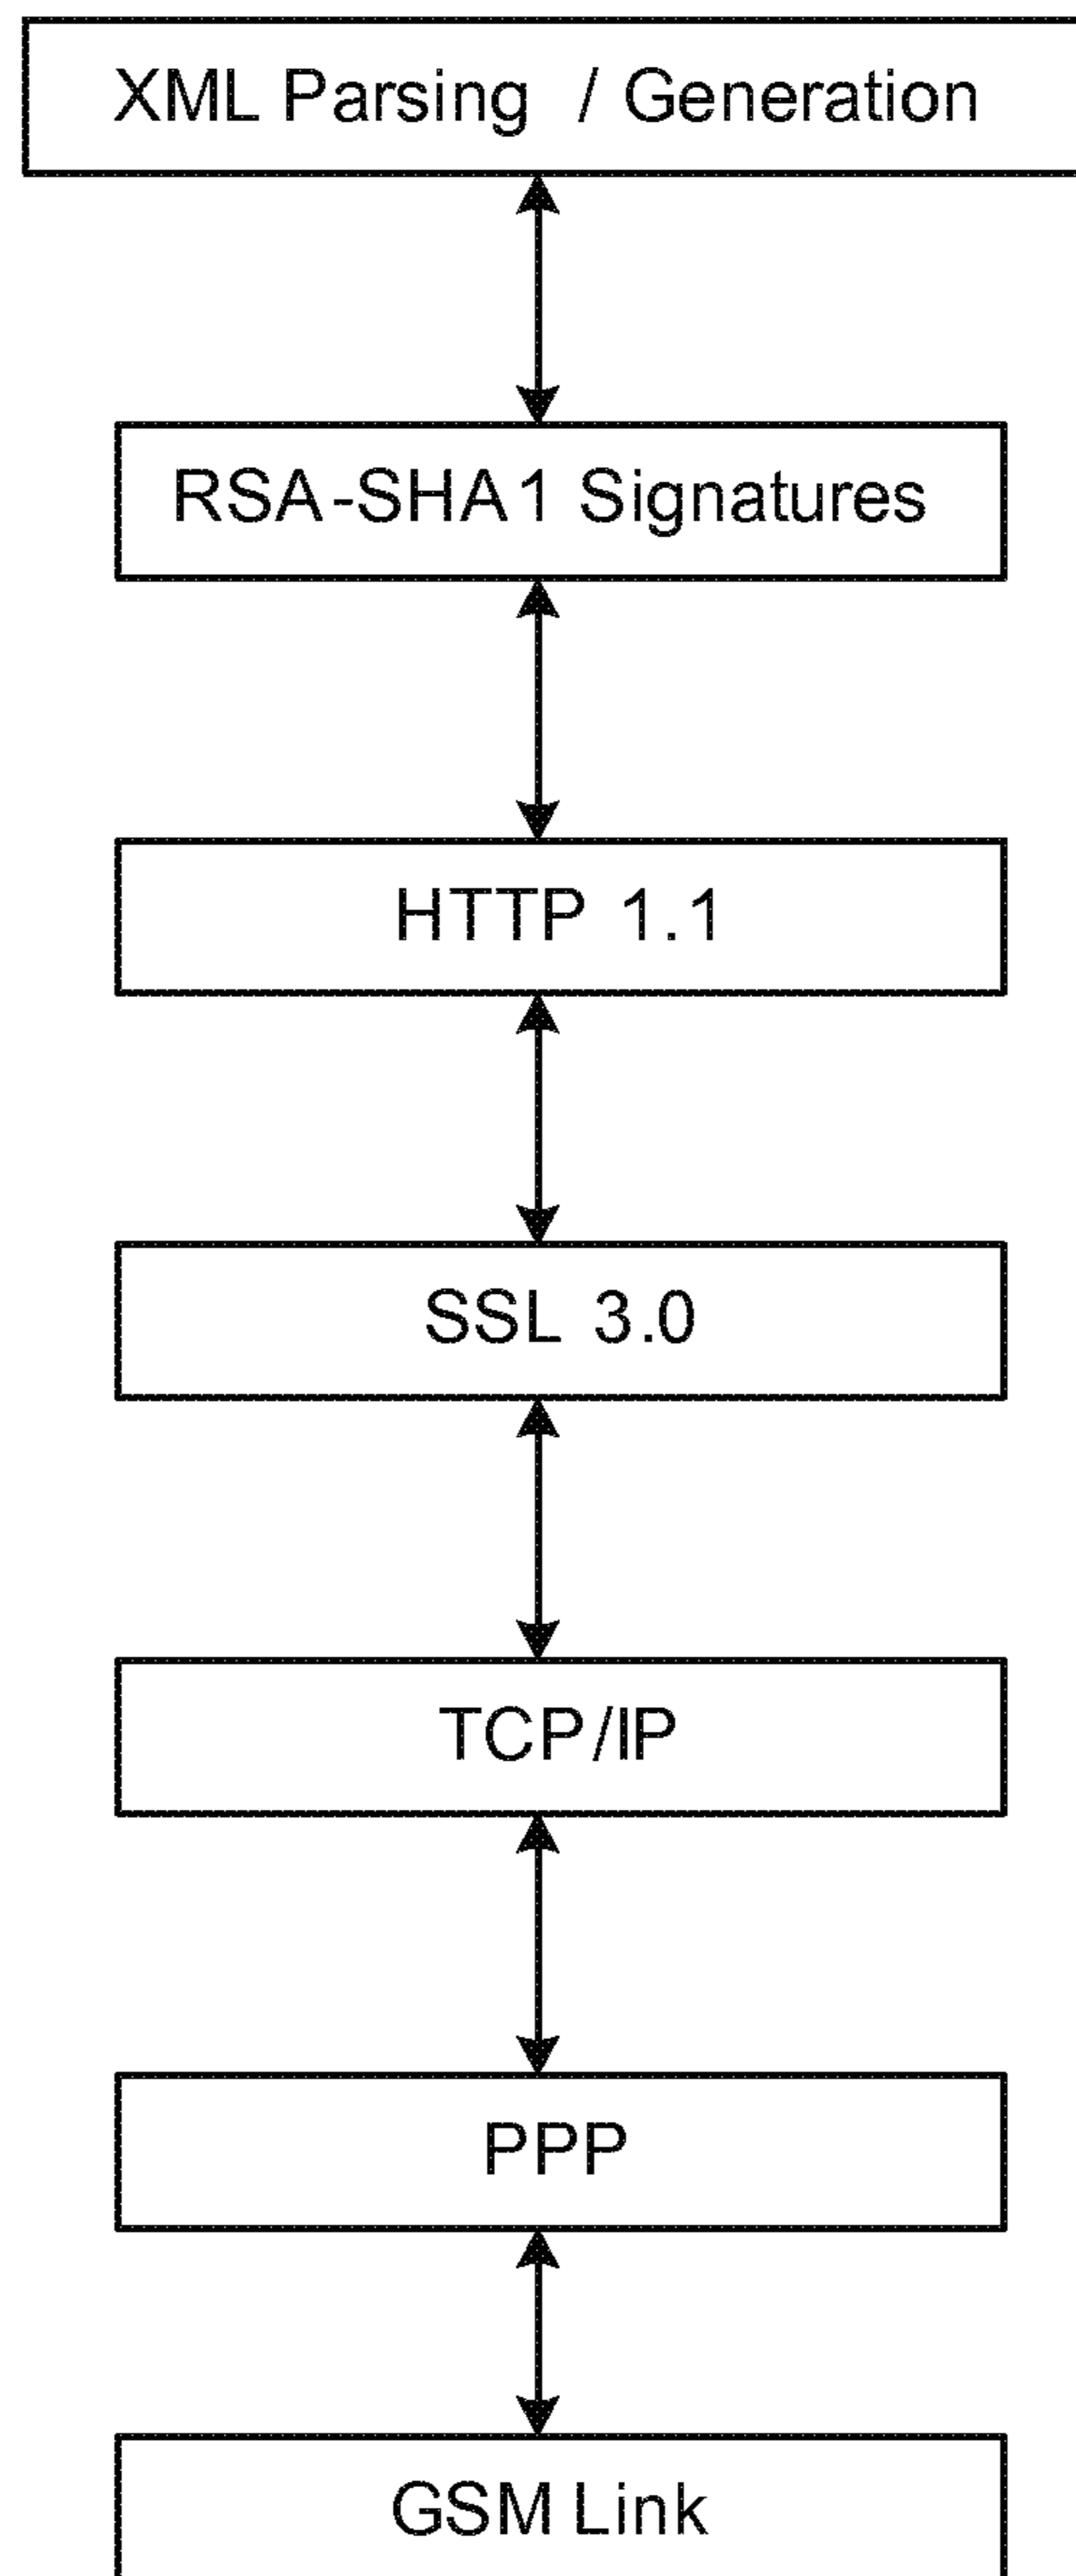 XML Parsing / Generation
RSA-SHA1 Signatures
HTTP 1.1
SSL 3.0
TCP/IP
PPP
GSM Link